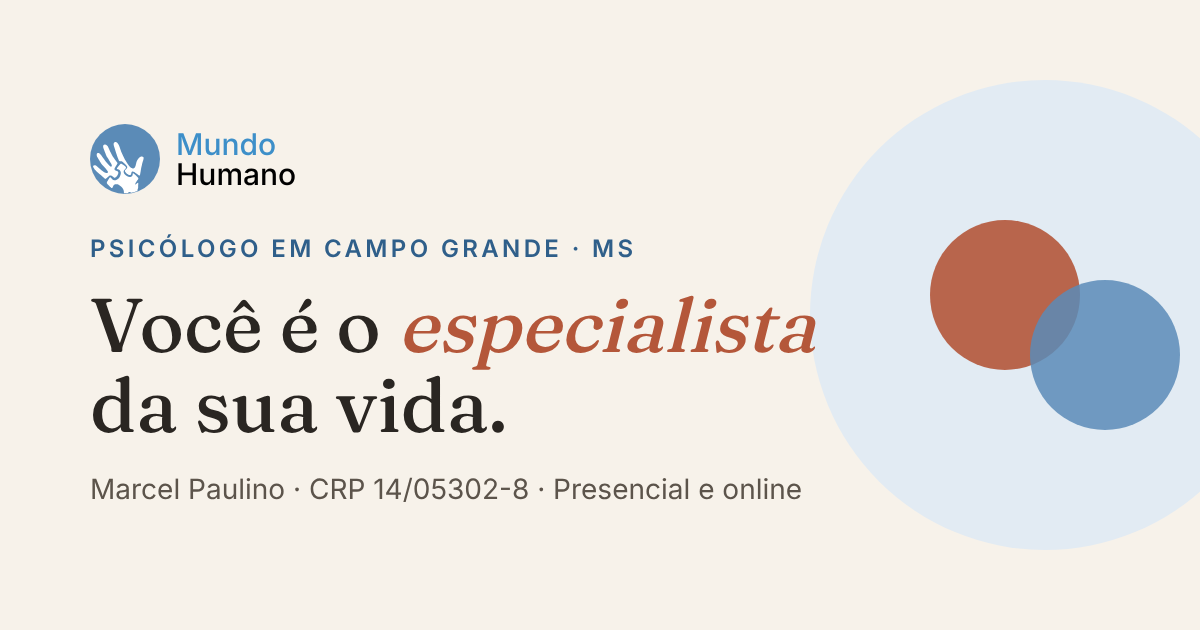 Mundo
Humano
PSICÓLOGO EM CAMPO GRANDE · MS
Você é o especialista
da sua vida.
Marcel Paulino · CRP 14/05302-8 · Presencial e online